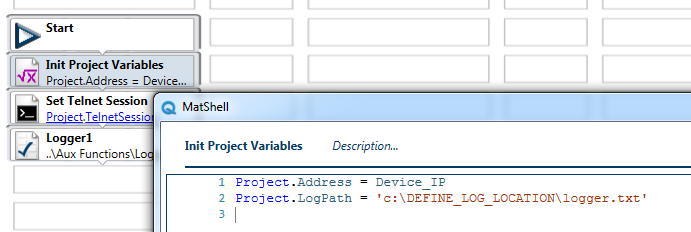 Start
Init Project Variables
Project.Address = Device...
Set Telnet Session
Project.TelnetSession
Logger1
..\Aux Functions\Log
MatShell
Init Project Variables Description...
1 Project.Address = Device_IP
2 Project.LogPath = 'c:\DEFINE_LOG_LOCATION\logger.txt'
3